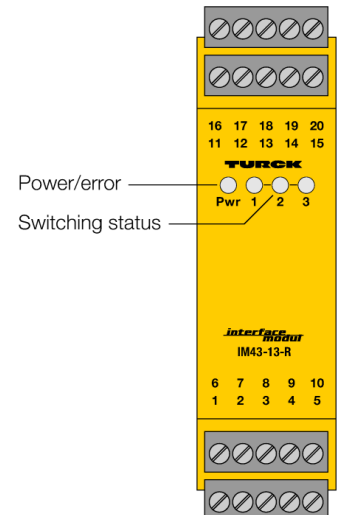 16 17 18 19 20
11 12 13 14 15
TURCK
Power/error
Pwr 1 2 3
Switching status
interface
modul
IM43-13-R
6 7 8 9 10
1 2 3 4 5